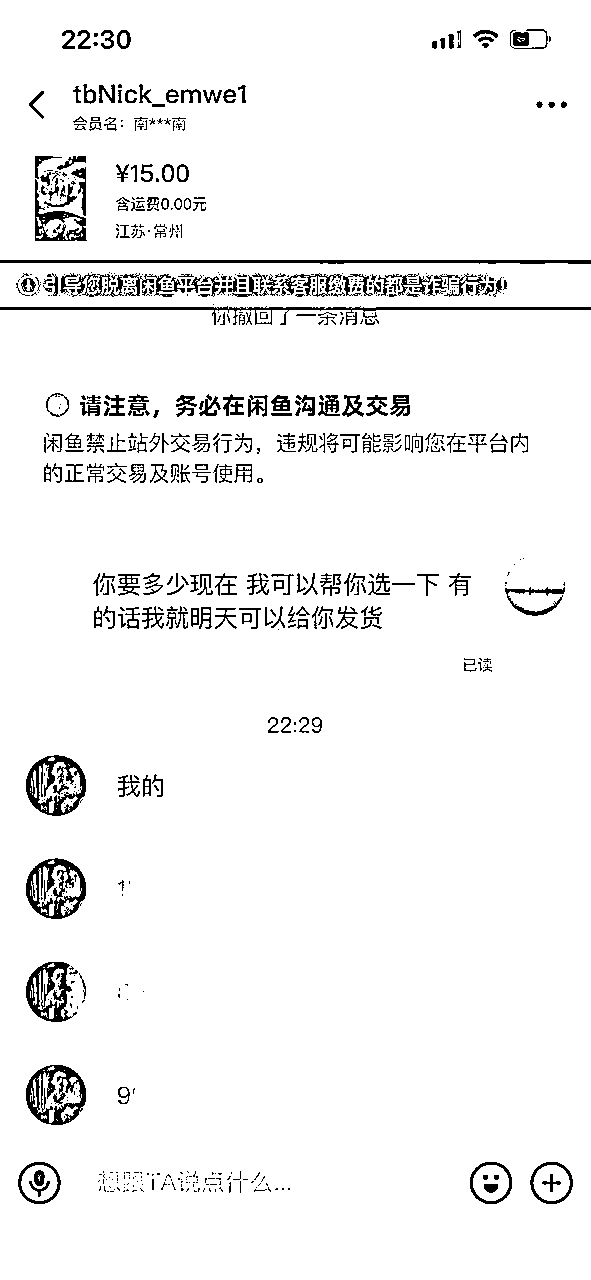 22:30
tbNick_emwe1
会员名：南***南
¥15.00
含运费0.00元
江苏·常州
引导您脱离闲鱼平台并且联系客服缴费的都是诈骗行为！
你撤回了一条消息
请注意，务必在闲鱼沟通及交易
闲鱼禁止站外交易行为，违规将可能影响您在平台内
的正常交易及账号使用。
你要多少现在 我可以帮你选一下 有
的话我就明天可以给你发货
已读
22:29
我的
想跟TA说点什么...